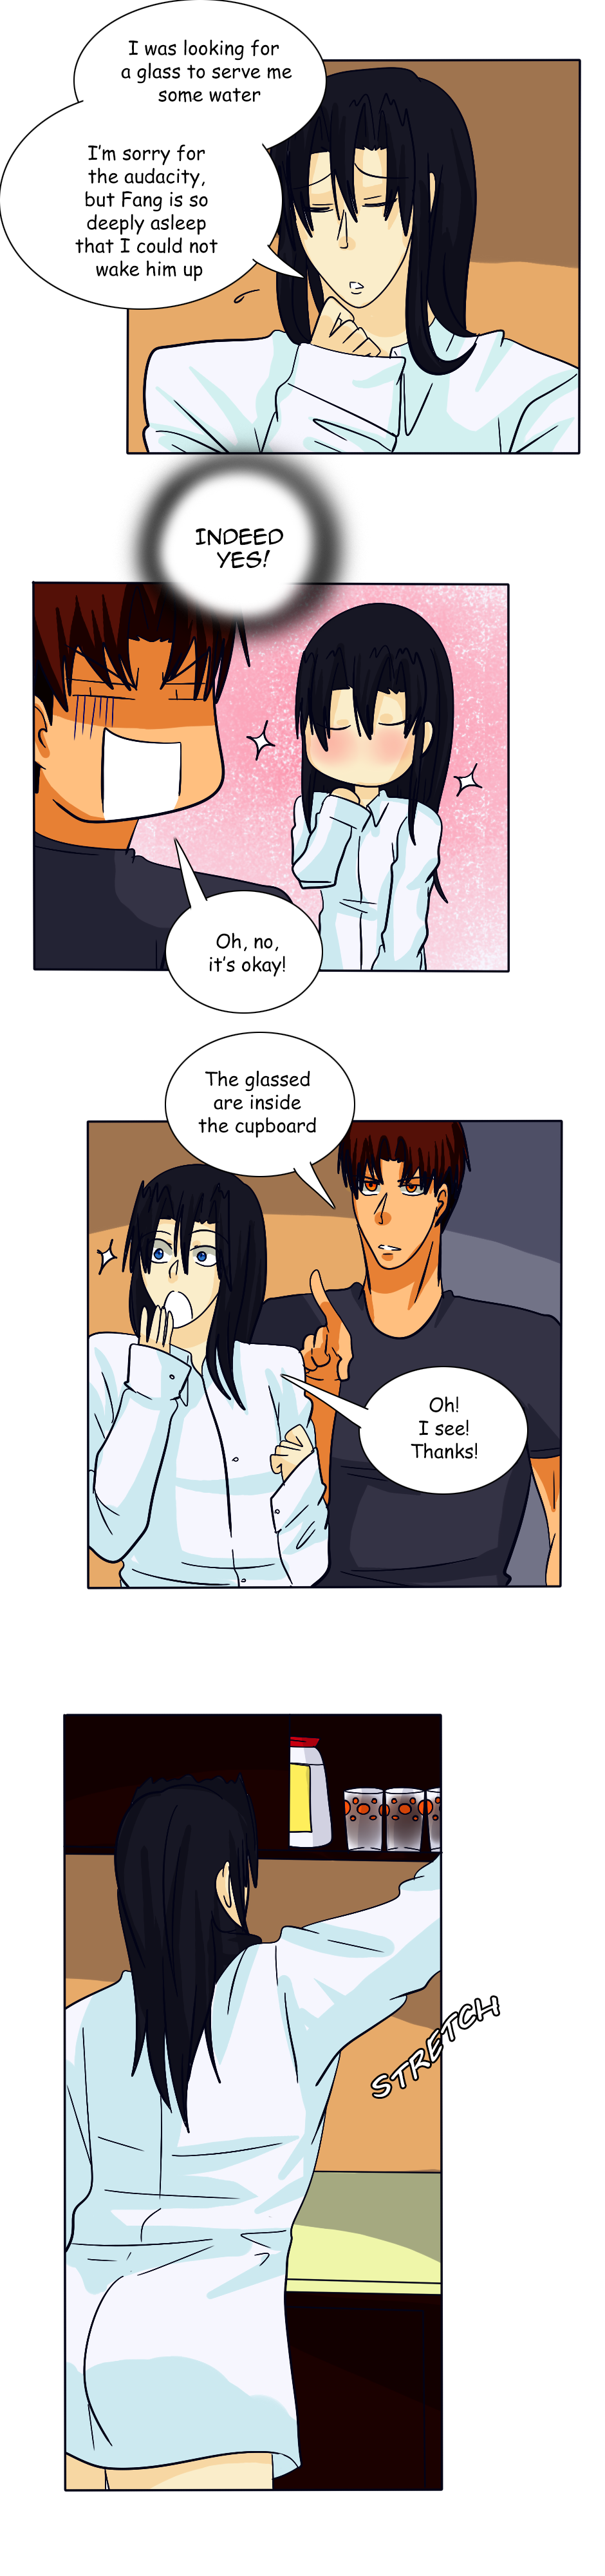 I was looking for
a glass to serve me
some water
I'm sorry for
the audacity,
but Fang is so
deeply asleep
that I could not
wake him up
INDEED
YES!
Oh, no,
it's okay!
The glassed
are inside
the cupboard
Oh!
I see!
Thanks!
STRETCH